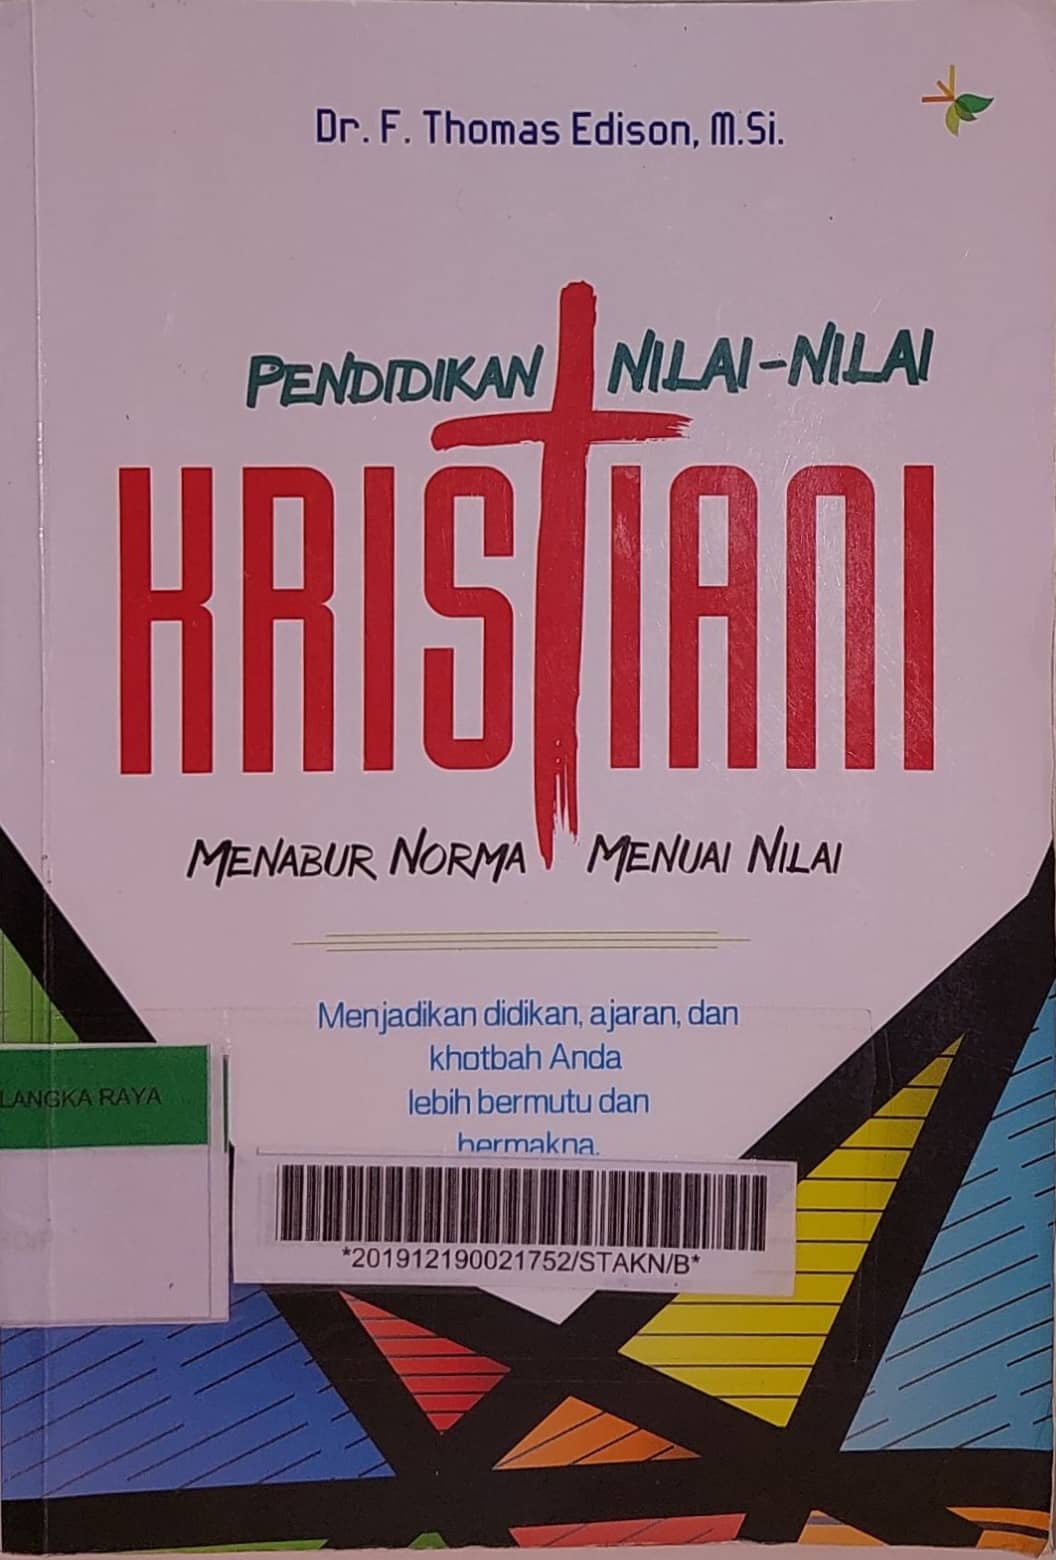 Dr. F. Thomas Edison, M.Si.
PENDIDIKAN NILAI-NILAI
KRISTIANI
MENABUR NORMA MENUAI NILAI
Menjadikan didikan, ajaran, dan
khotbah Anda
lebih bermutu dan
bermakna.
LANGKA RAYA
*201912190021752/STAKN/B*